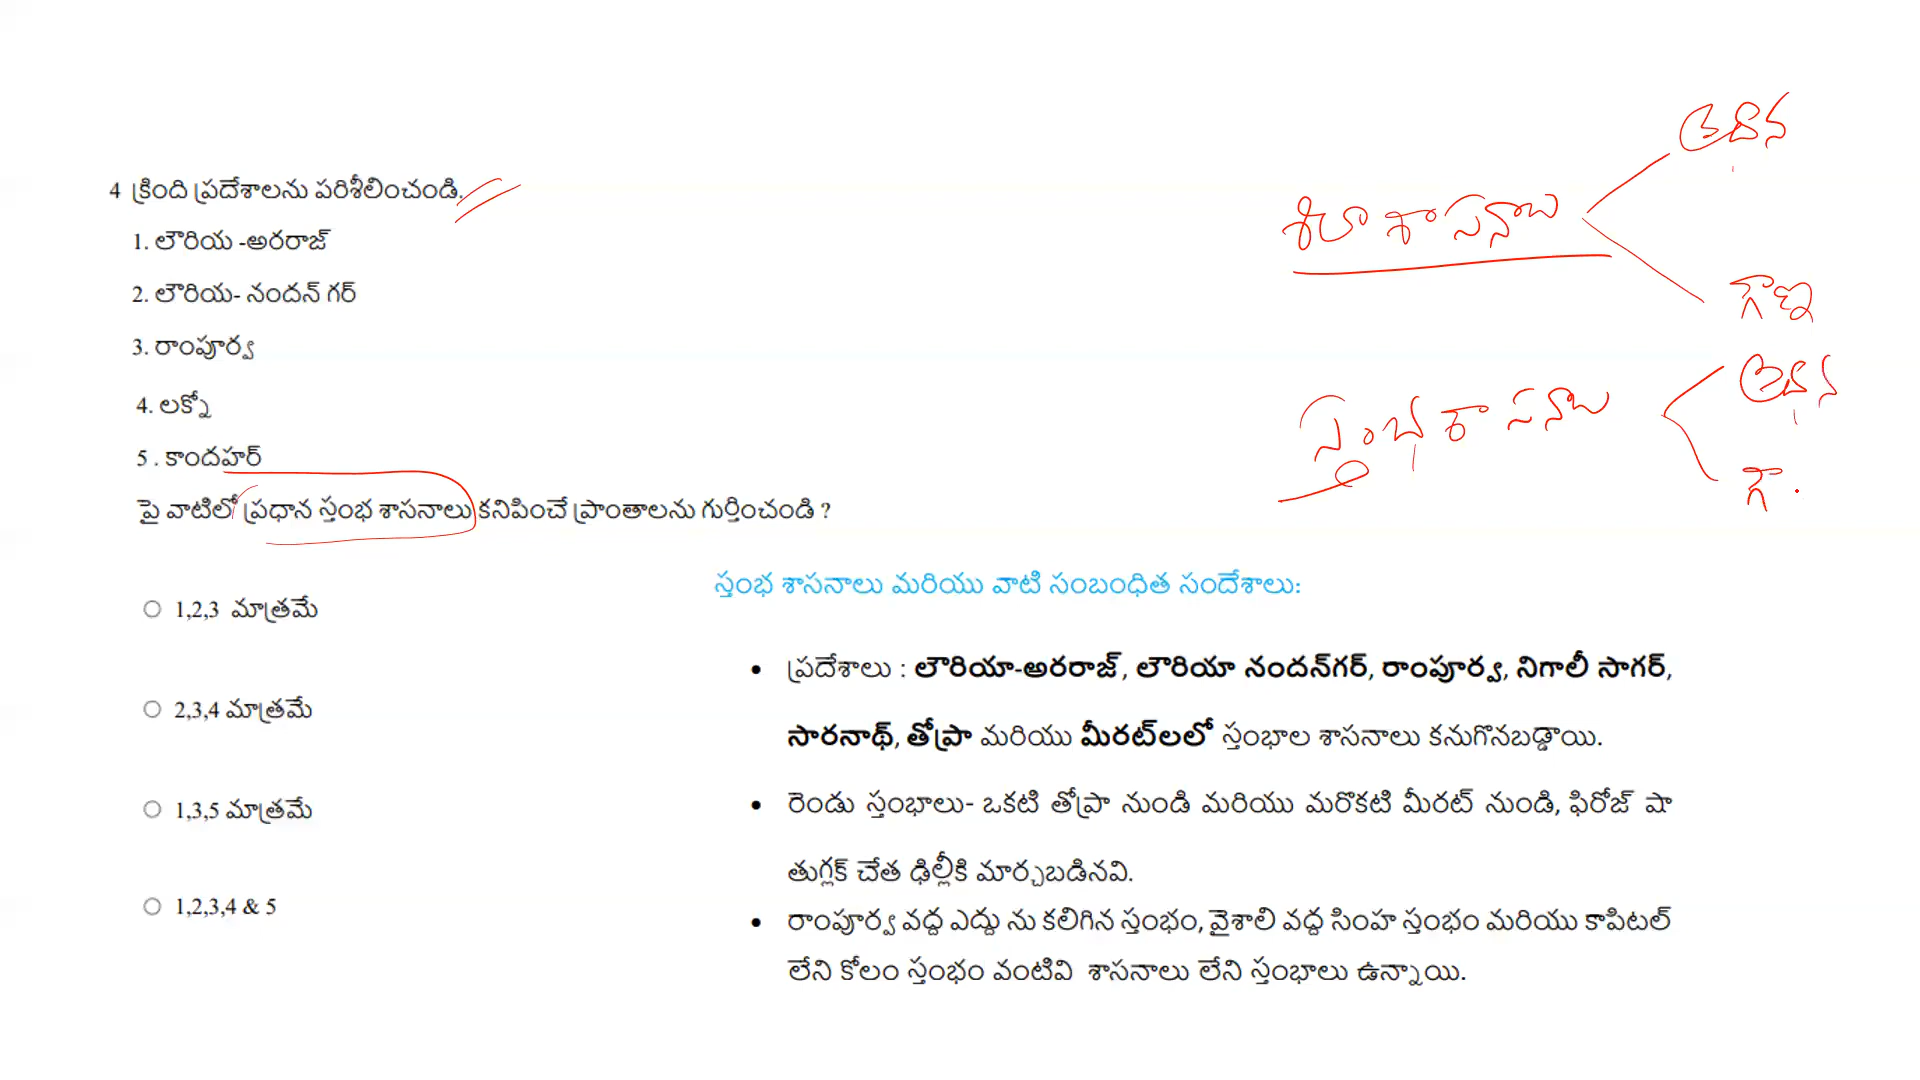 4 క్రింది ప్రదేశాలను పరిశీలించండి.
1. లౌరియ -అరరాజ్
2. లౌరియ- నందన్ గర్
3. రాంపూర్వ
4. లక్నో
5 . కాందహర్
పై వాటిలో ప్రధాన స్తంభ శాసనాలు కనిపించే ప్రాంతాలను గుర్తించండి ?
1,2,3 మాత్రమే
2,3,4 మాత్రమే
1,3,5 మాత్రమే
1,2,3,4 & 5
శిలా శాసనాలు
గౌణ
స్తంభ శాసనాలు
గౌ.
స్తంభ శాసనాలు మరియు వాటి సంబంధిత సందేశాలు:
• ప్రదేశాలు : లౌరియా-అరరాజ్, లౌరియా నందన్‌గర్, రాంపూర్వ, నిగాలీ సాగర్,
సారనాథ్, తోప్రా మరియు మీరట్‌లలో స్తంభాల శాసనాలు కనుగొనబడ్డాయి.
• రెండు స్తంభాలు- ఒకటి తోప్రా నుండి మరియు మరొకటి మీరట్ నుండి, ఫిరోజ్ షా
తుగ్లక్ చేత ఢిల్లీకి మార్చబడినవి.
• రాంపూర్వ వద్ద ఎద్దు ను కలిగిన స్తంభం, వైశాలి వద్ద సింహ స్తంభం మరియు కాపిటల్
లేని కోలం స్తంభం వంటివి శాసనాలు లేని స్తంభాలు ఉన్నాయి.